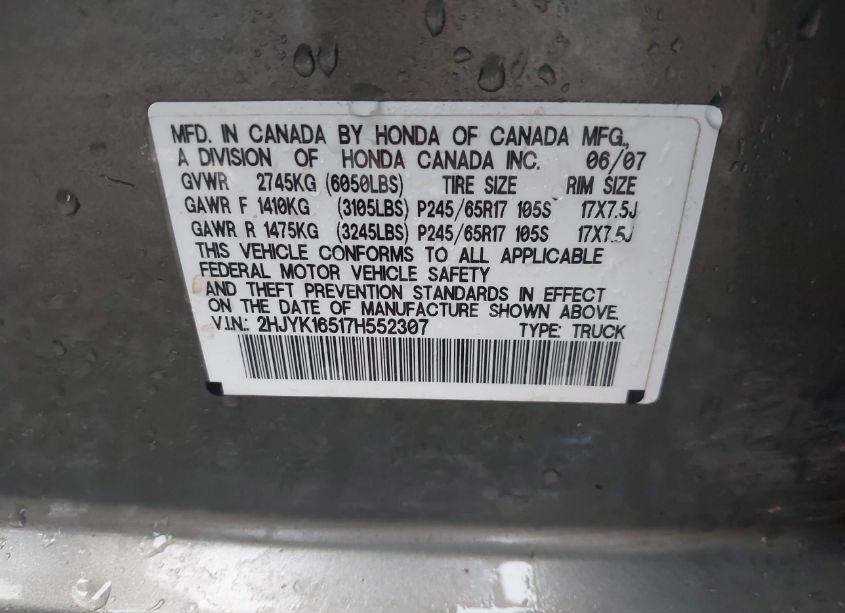 MFD. IN CANADA BY HONDA OF CANADA MFG.,
A DIVISION OF HONDA CANADA INC. 06/07
GVWR 2745KG (6050LBS) TIRE SIZE RIM SIZE
GAWR F 1410KG (3105LBS) P245/65R17 105S 17X7.5J
GAWR R 1475KG (3245LBS) P245/65R17 105S 17X7.5J
THIS VEHICLE CONFORMS TO ALL APPLICABLE
FEDERAL MOTOR VEHICLE SAFETY
AND THEFT PREVENTION STANDARDS IN EFFECT
ON THE DATE OF MANUFACTURE SHOWN ABOVE.
V.I.N.: 2HJYK16517H552307 TYPE: TRUCK